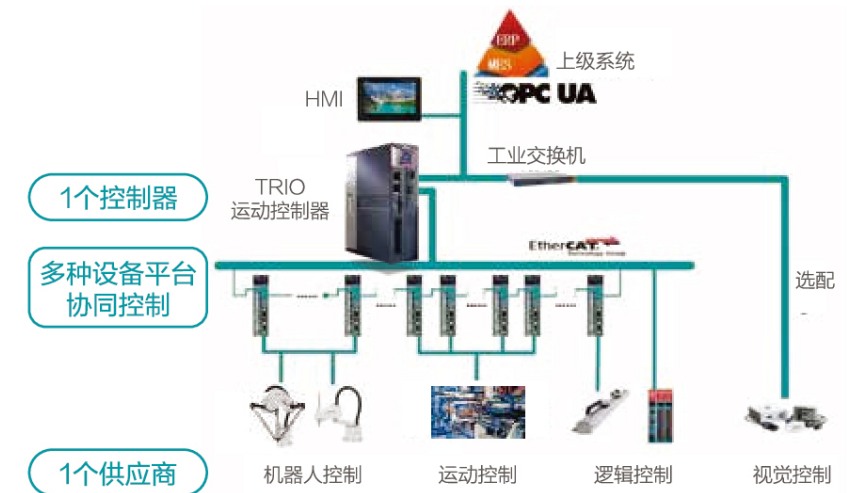 ERP
MES
上级系统
OPC UA
HMI
工业交换机
1个控制器
TRIO
运动控制器
EtherCAT
Technology Group
多种设备平台
协同控制
选配
1个供应商
机器人控制
运动控制
逻辑控制
视觉控制